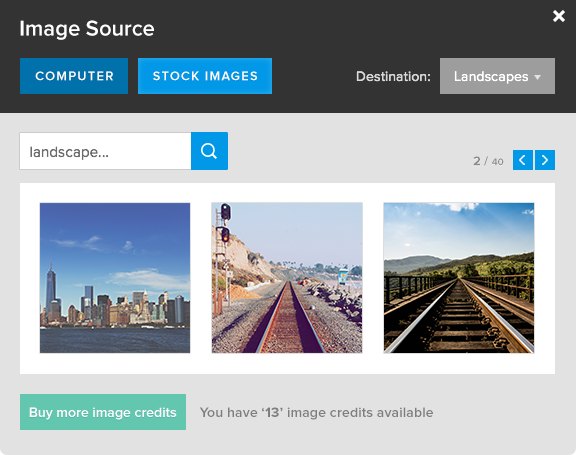 Image Source
COMPUTER
STOCK IMAGES
Destination:
Landscapes
landscape...
2 / 40
Buy more image credits
You have ‘13’ image credits available